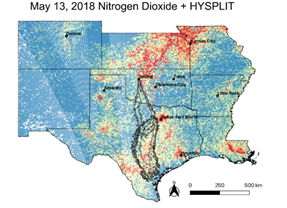 May 13, 2018 Nitrogen Dioxide + HYSPLIT
Denver
Kansas City
Tulsa
Oklahoma City
Amarillo
Little Rock
Dallas-Fort Worth
Houston
0 250 500 km